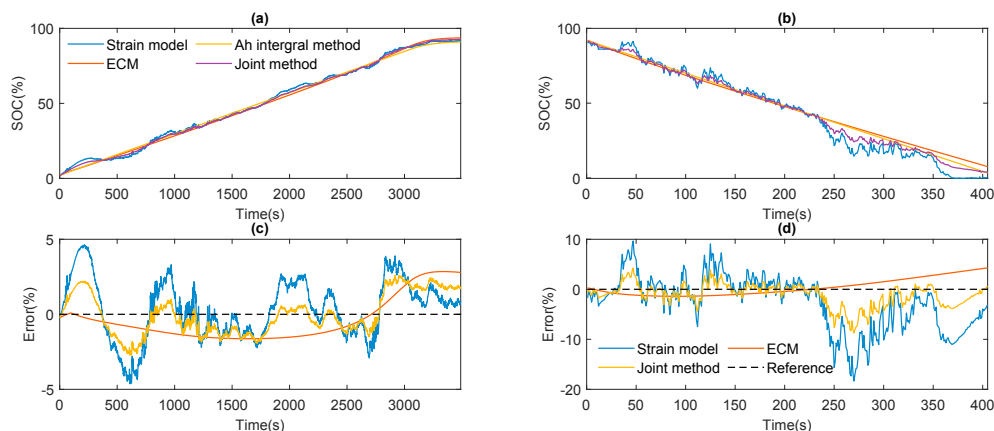 (a)
100
50
0
SOC(%)
Strain model
ECM
Ah intergral method
Joint method
0 500 1000 1500 2000 2500 3000
Time(s)
(b)
100
50
0
SOC(%)
0 50 100 150 200 250 300 350 400
Time(s)
(c)
5
0
-5
Error(%)
0 500 1000 1500 2000 2500 3000
Time(s)
(d)
10
0
-10
-20
Error(%)
Strain model
Joint method
ECM
Reference
0 50 100 150 200 250 300 350 400
Time(s)